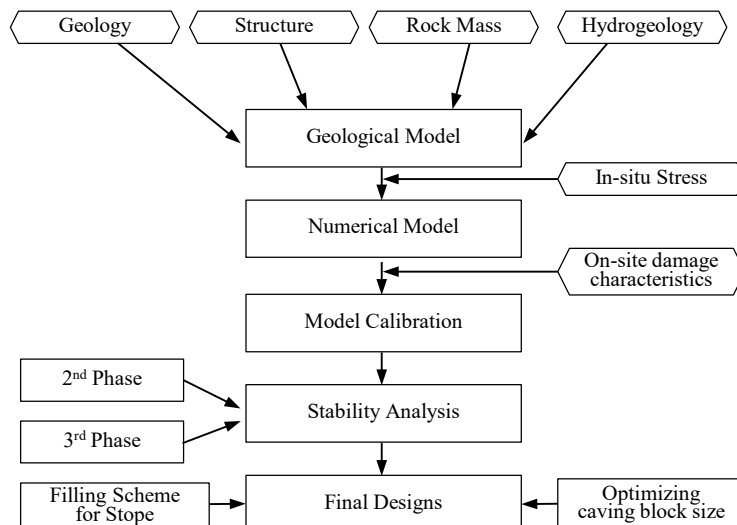 Geology
Structure
Rock Mass
Hydrogeology
Geological Model
In-situ Stress
Numerical Model
On-site damage
characteristics
Model Calibration
2nd Phase
Stability Analysis
3rd Phase
Filling Scheme
for Stope
Final Designs
Optimizing
caving block size